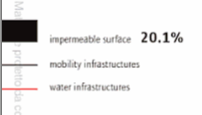 impermeable surface 20.1%
mobility infrastructures
water infrastructures